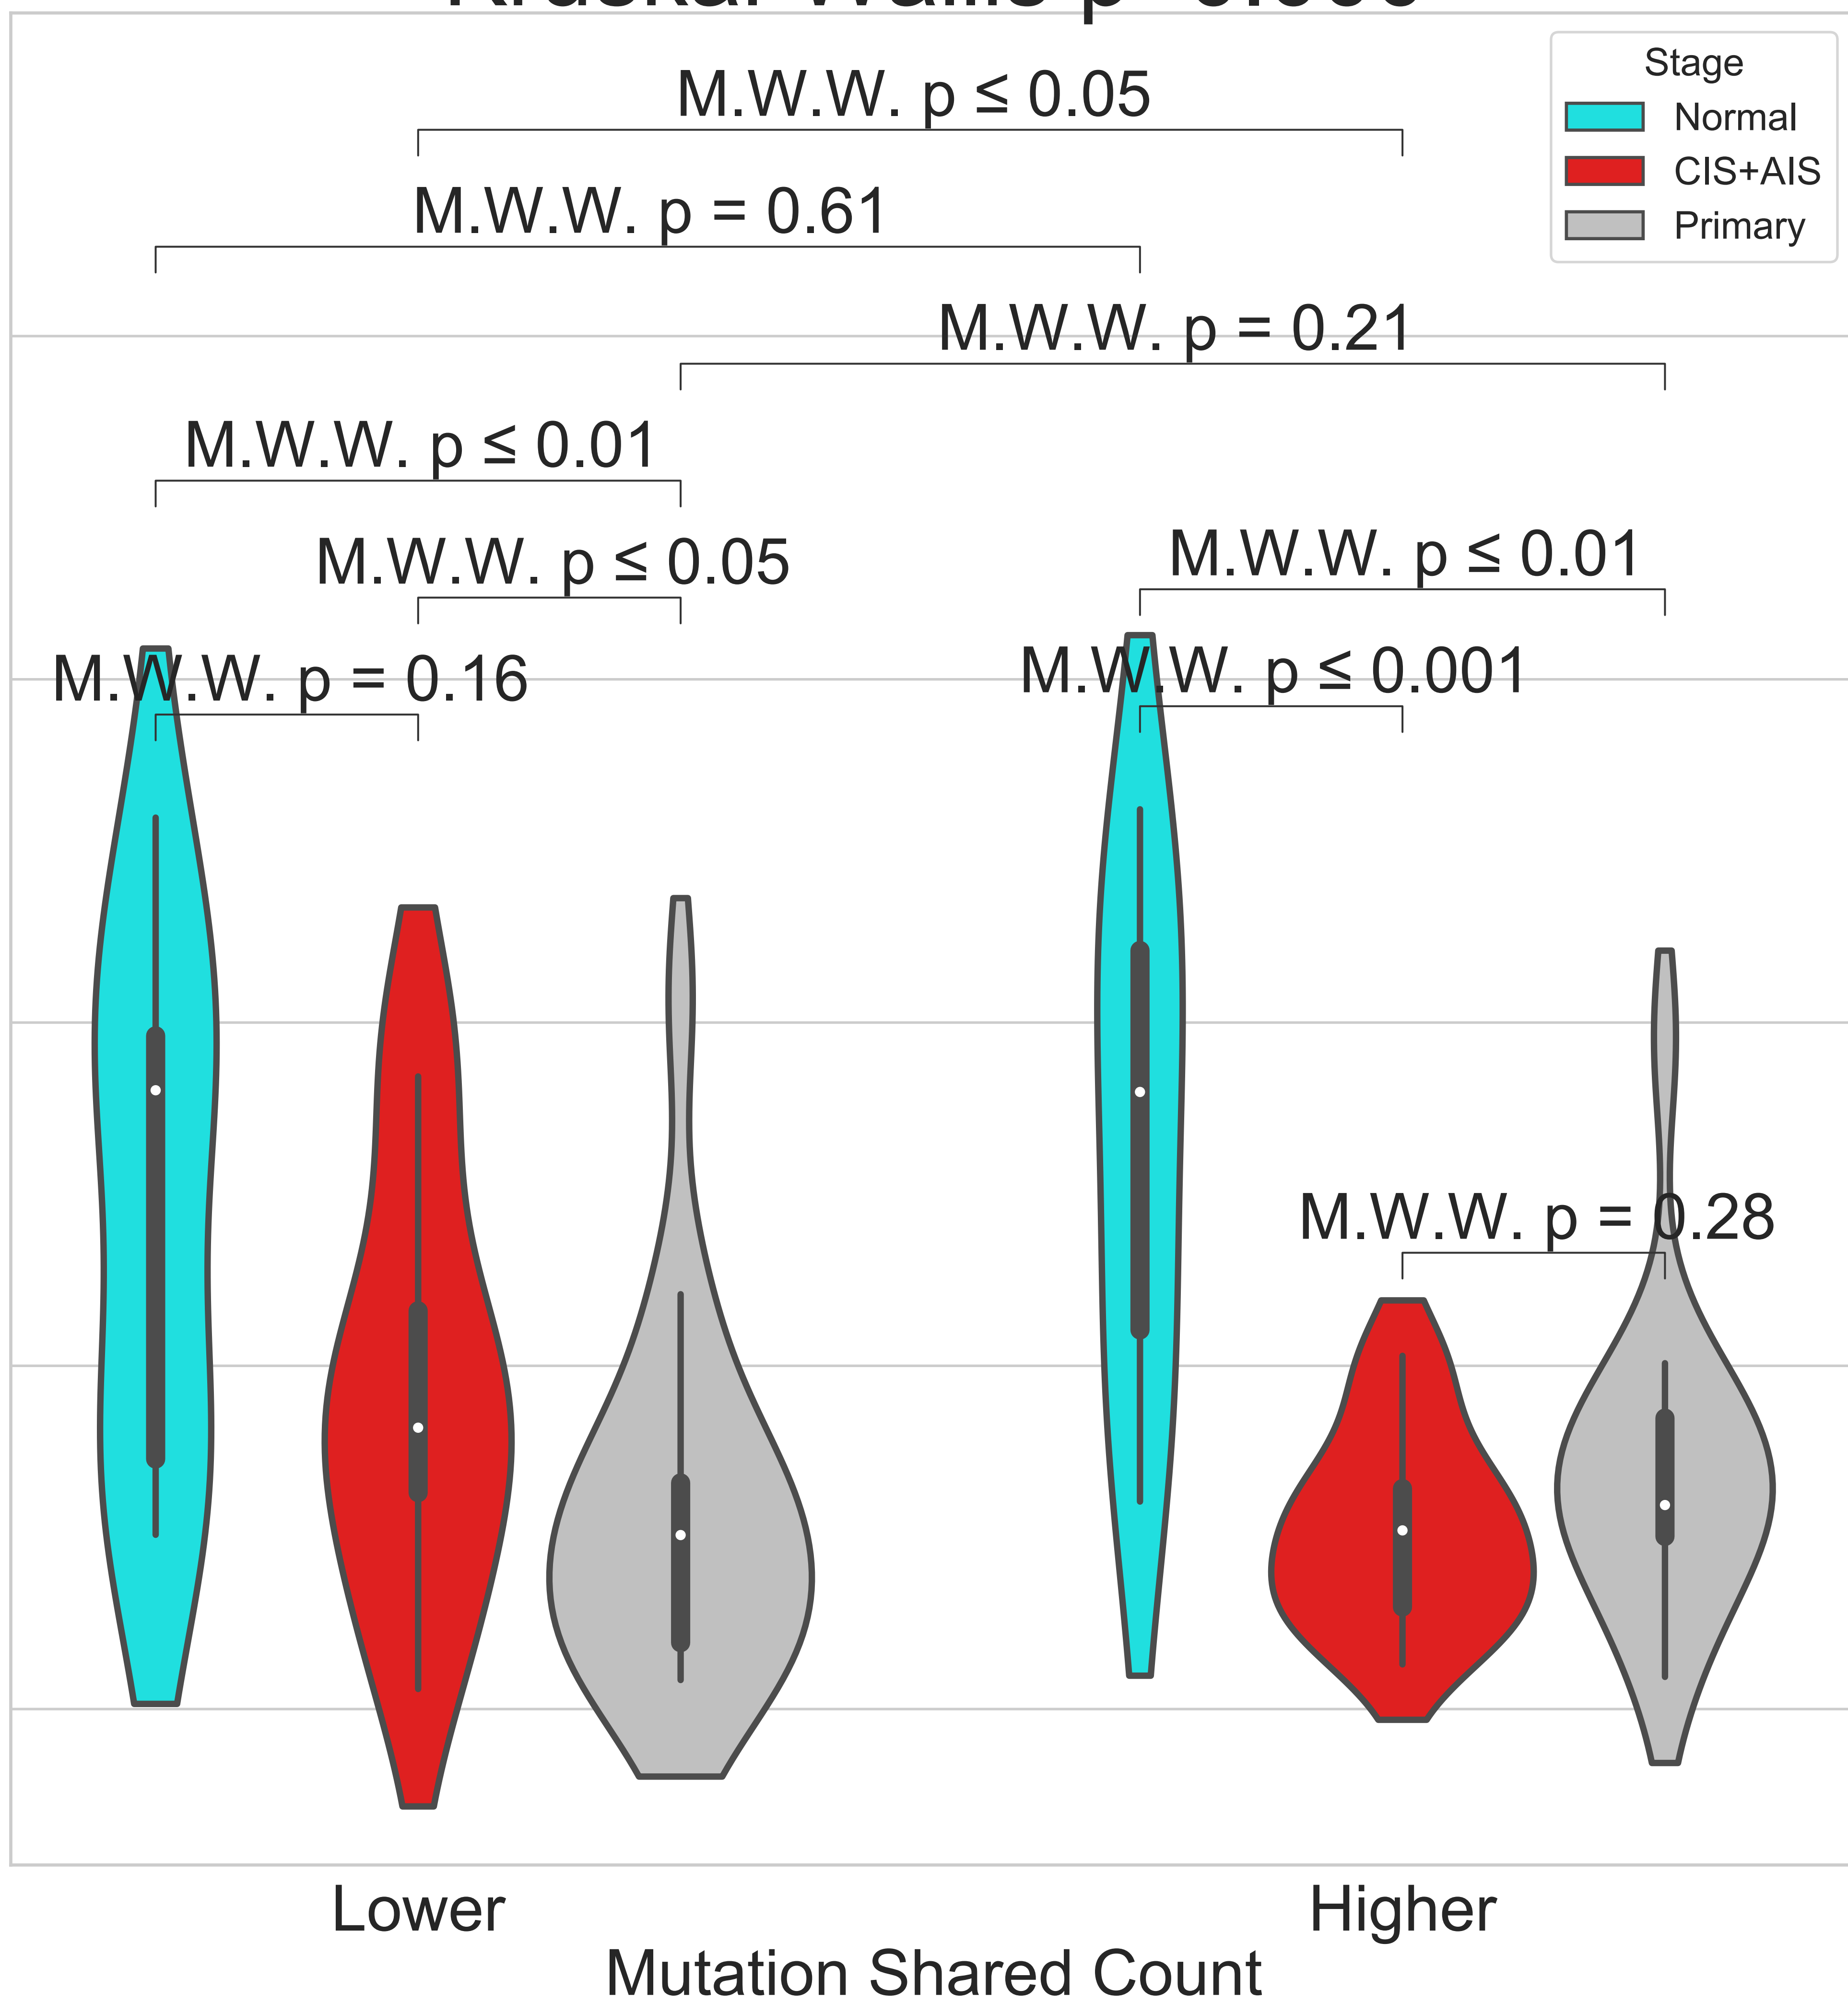 Stage
Normal
CIS+AIS
Primary
M.W.W. p ≤ 0.05
M.W.W. p = 0.61
M.W.W. p = 0.21
M.W.W. p ≤ 0.01
M.W.W. p ≤ 0.05
M.W.W. p ≤ 0.01
M.W.W. p = 0.16
M.W.W. p ≤ 0.001
M.W.W. p = 0.28
Lower
Higher
Mutation Shared Count